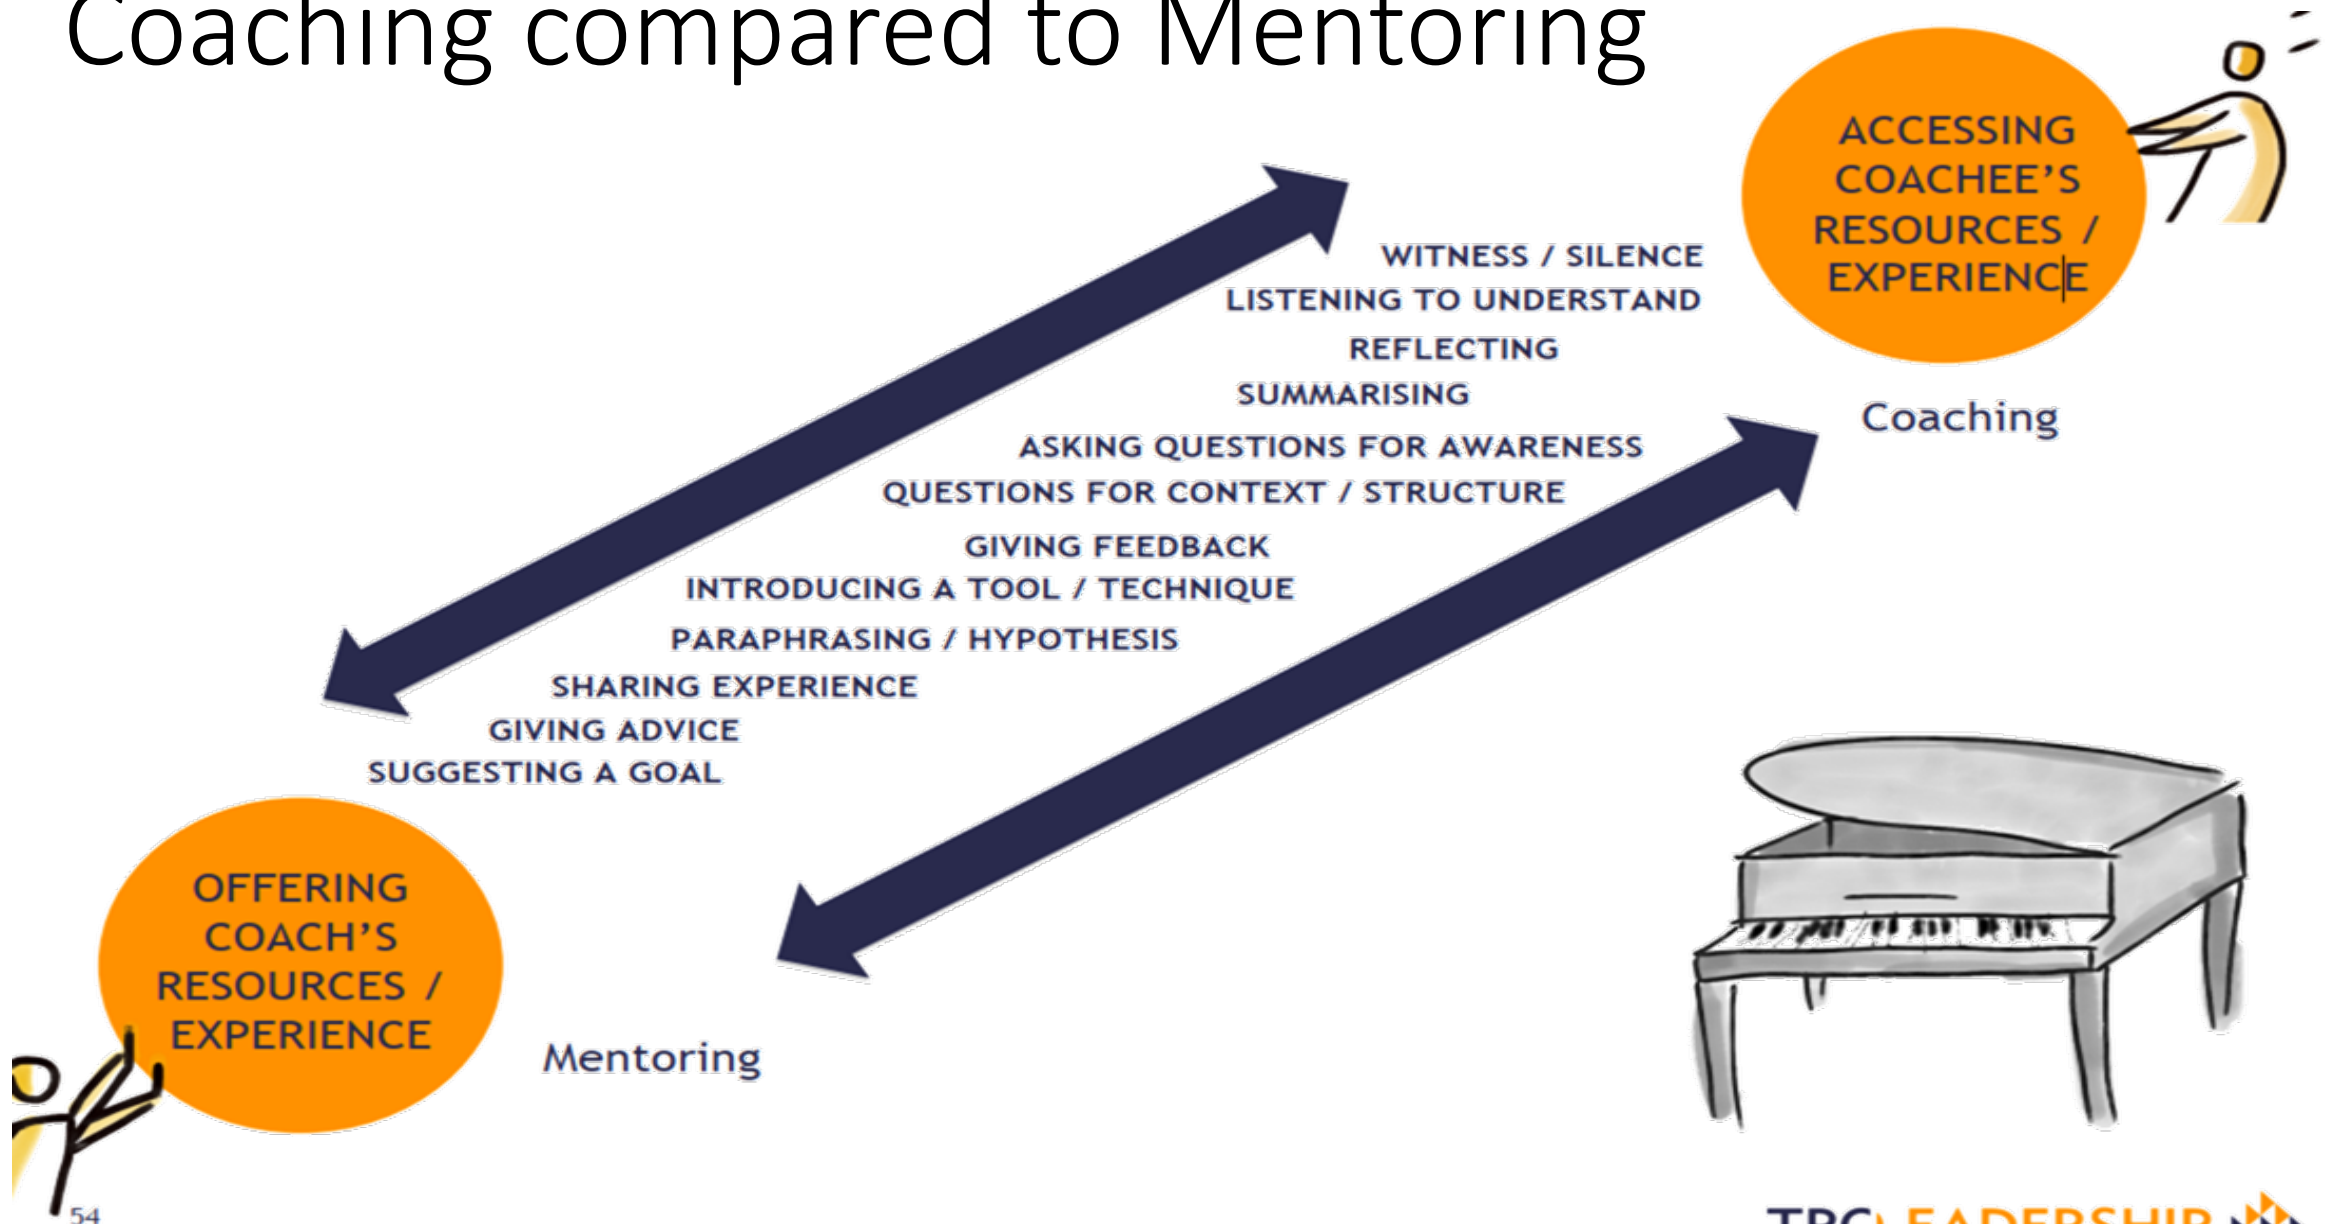 Coaching compared to Mentoring
ACCESSING
COACHEE'S
RESOURCES /
EXPERIENCE
Coaching
WITNESS / SILENCE
LISTENING TO UNDERSTAND
REFLECTING
SUMMARISING
ASKING QUESTIONS FOR AWARENESS
QUESTIONS FOR CONTEXT / STRUCTURE
GIVING FEEDBACK
INTRODUCING A TOOL / TECHNIQUE
PARAPHRASING / HYPOTHESIS
SHARING EXPERIENCE
GIVING ADVICE
SUGGESTING A GOAL
OFFERING
COACH'S
RESOURCES /
EXPERIENCE
Mentoring
54
TPC LEADERSHIP